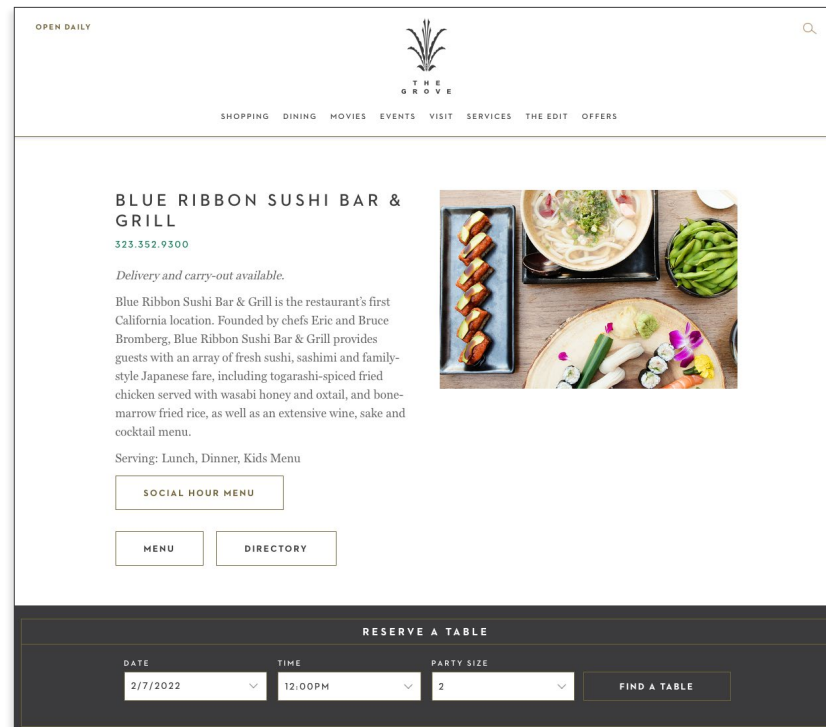 OPEN DAILY
THE
GROVE
SHOPPING DINING MOVIES EVENTS VISIT SERVICES THE EDIT OFFERS
BLUE RIBBON SUSHI BAR &
GRILL
323.352.9300
Delivery and carry-out available.
Blue Ribbon Sushi Bar & Grill is the restaurant's first
California location. Founded by chefs Eric and Bruce
Bromberg, Blue Ribbon Sushi Bar & Grill provides
guests with an array of fresh sushi, sashimi and family-
style Japanese fare, including togarashi-spiced fried
chicken served with wasabi honey and oxtail, and bone-
marrow fried rice, as well as an extensive wine, sake and
cocktail menu.
Serving: Lunch, Dinner, Kids Menu
SOCIAL HOUR MENU
MENU DIRECTORY
RESERVE A TABLE
DATE TIME PARTY SIZE
2/7/2022 12:00PM 2 FIND A TABLE